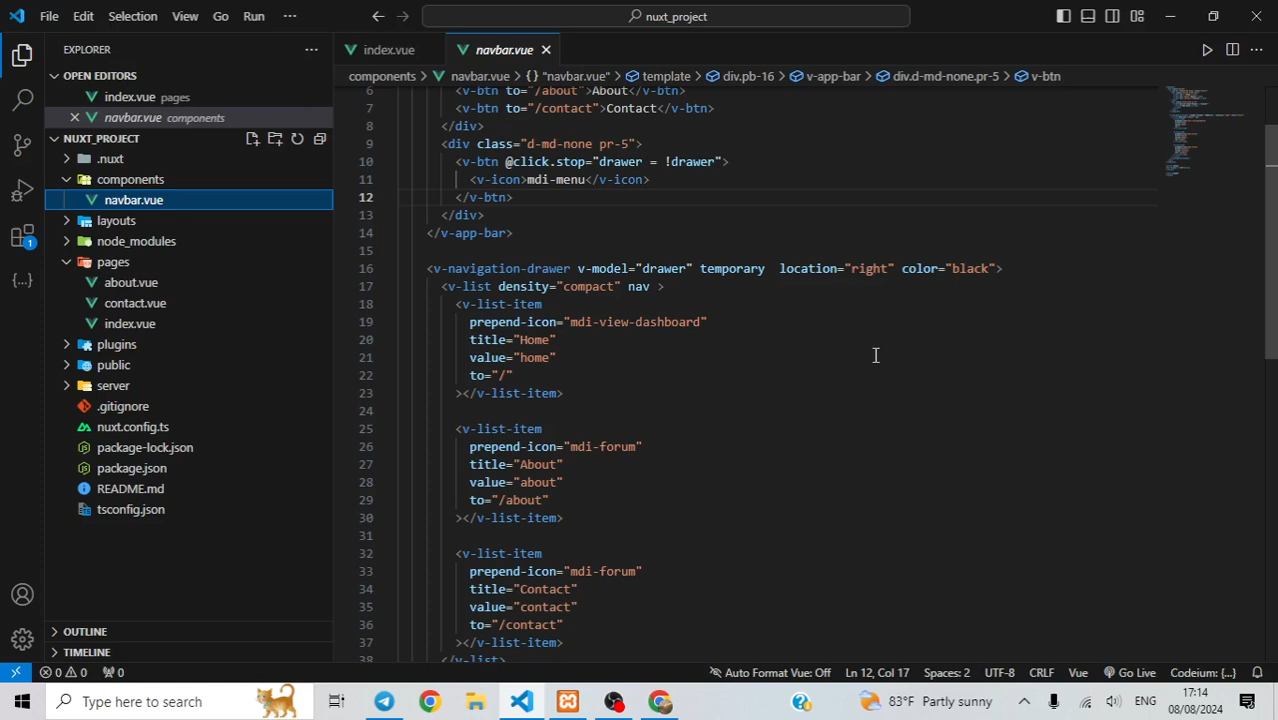 File Edit Selection View Go Run ··· nuxt_project
EXPLORER ···
OPEN EDITORS
index.vue pages
navbar.vue components
NUXT_PROJECT
.nuxt
components
navbar.vue
layouts
node_modules
pages
about.vue
contact.vue
index.vue
plugins
public
server
.gitignore
nuxt.config.ts
package-lock.json
package.json
README.md
tsconfig.json
OUTLINE
TIMELINE
1
index.vue navbar.vue
components > navbar.vue > {} "navbar.vue" > template > div.pb-16 > v-app-bar > div.d-md-none.pr-5 > v-btn
6 <v-btn to="/about">About</v-btn>
7 <v-btn to="/contact">Contact</v-btn>
8 </div>
9 <div class="d-md-none pr-5">
10 <v-btn @click.stop="drawer = !drawer">
11 <v-icon>mdi-menu</v-icon>
12 </v-btn>
13 </div>
14 </v-app-bar>
15
16 <v-navigation-drawer v-model="drawer" temporary  location="right" color="black">
17 <v-list density="compact" nav >
18 <v-list-item
19 prepend-icon="mdi-view-dashboard"
20 title="Home"
21 value="home"
22 to="/"
23 ></v-list-item>
24
25 <v-list-item
26 prepend-icon="mdi-forum"
27 title="About"
28 value="about"
29 to="/about"
30 ></v-list-item>
31
32 <v-list-item
33 prepend-icon="mdi-forum"
34 title="Contact"
35 value="contact"
36 to="/contact"
37 ></v-list-item>
38 </v-list>
0 0 0 Auto Format Vue: Off Ln 12, Col 17 Spaces: 2 UTF-8 CRLF Vue Go Live Codeium: {...}
Type here to search 83°F Partly sunny ENG 17:14
08/08/2024